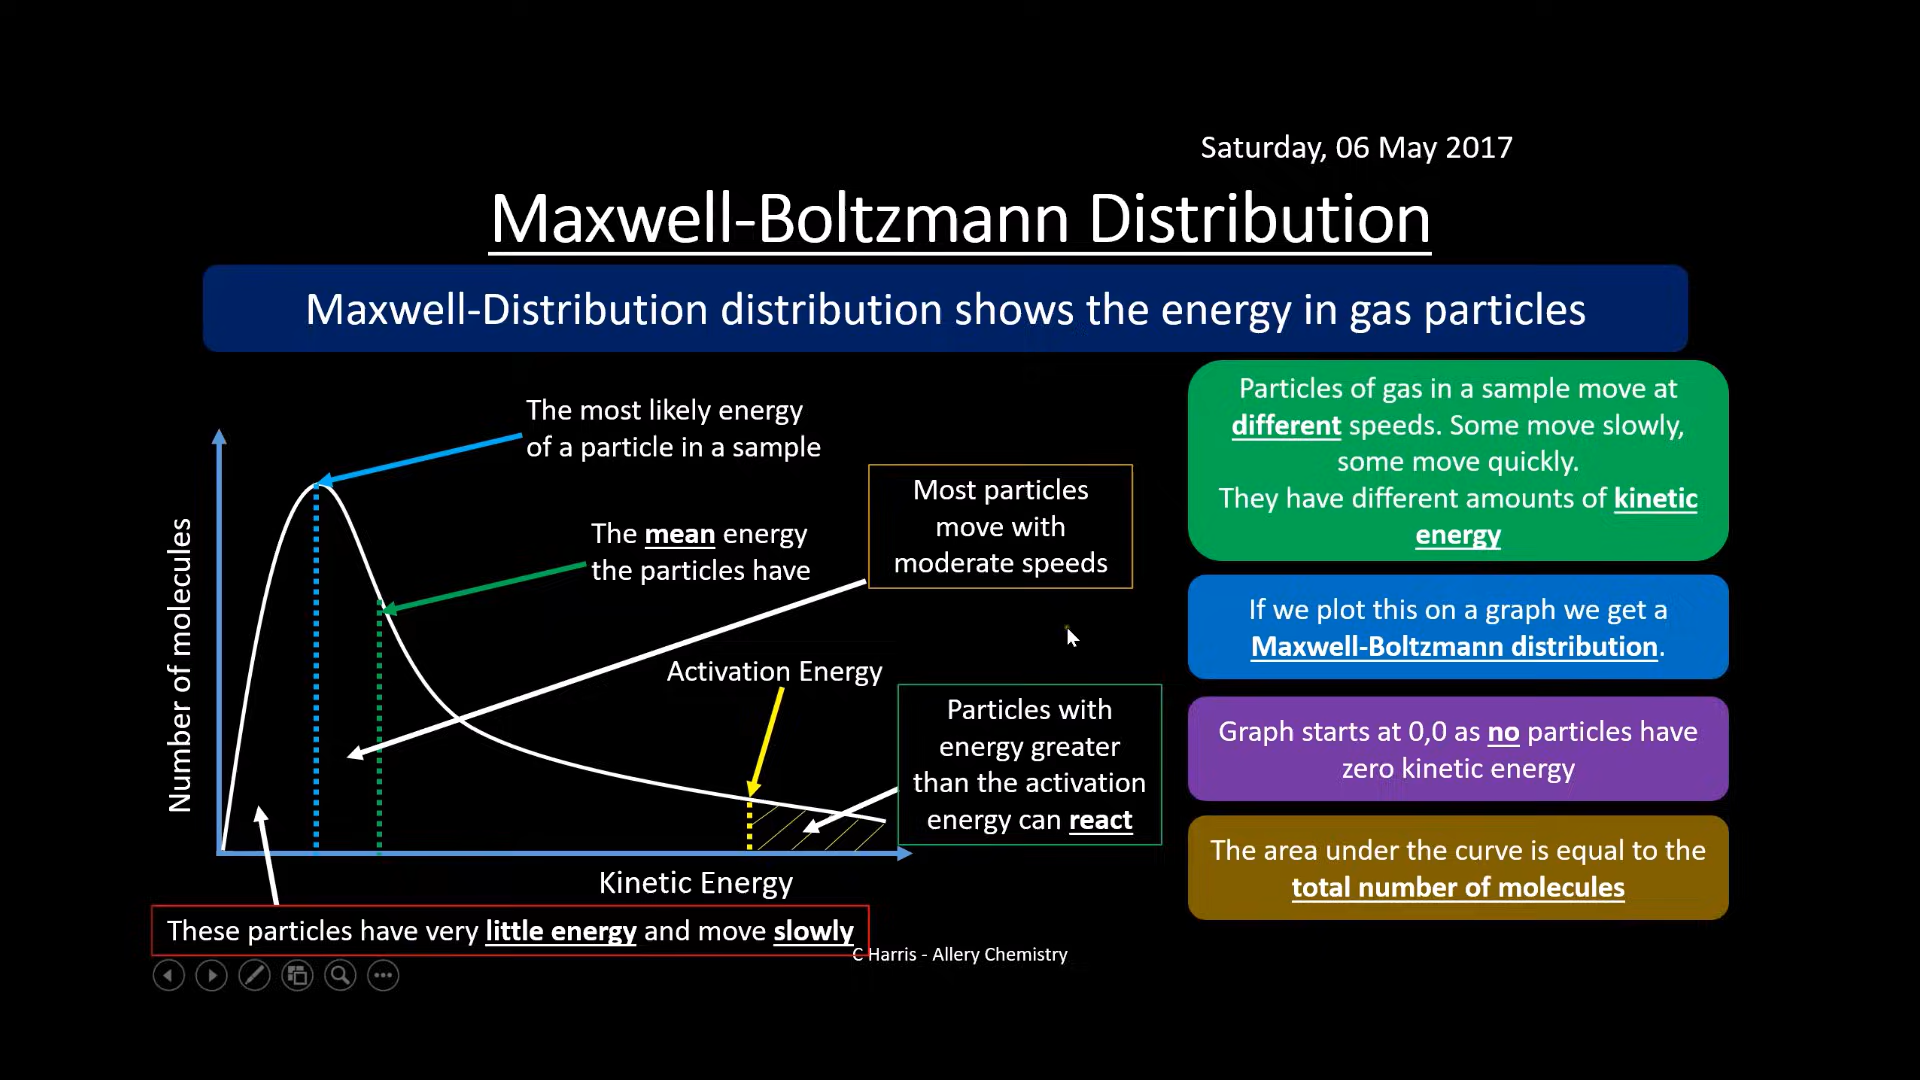 Saturday, 06 May 2017
Maxwell-Boltzmann Distribution
Maxwell-Distribution distribution shows the energy in gas particles
The most likely energy
of a particle in a sample
The mean energy
the particles have
Most particles
move with
moderate speeds
Activation Energy
Particles with
energy greater
than the activation
energy can react
Number of molecules
Kinetic Energy
These particles have very little energy and move slowly
Particles of gas in a sample move at
different speeds. Some move slowly,
some move quickly.
They have different amounts of kinetic
energy
If we plot this on a graph we get a
Maxwell-Boltzmann distribution.
Graph starts at 0,0 as no particles have
zero kinetic energy
The area under the curve is equal to the
total number of molecules
C Harris - Allery Chemistry